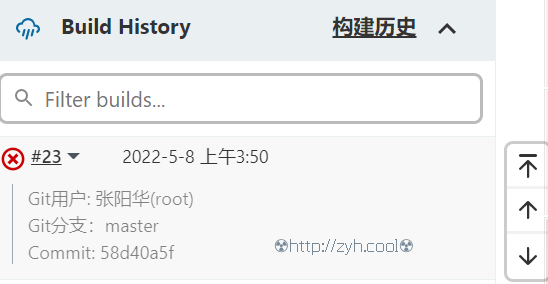 Build History 构建历史
Filter builds...
#23 2022-5-8 上午3:50
Git用户: 张阳华(root)
Git分支：master
Commit: 58d40a5f
☢http://zyh.cool☢